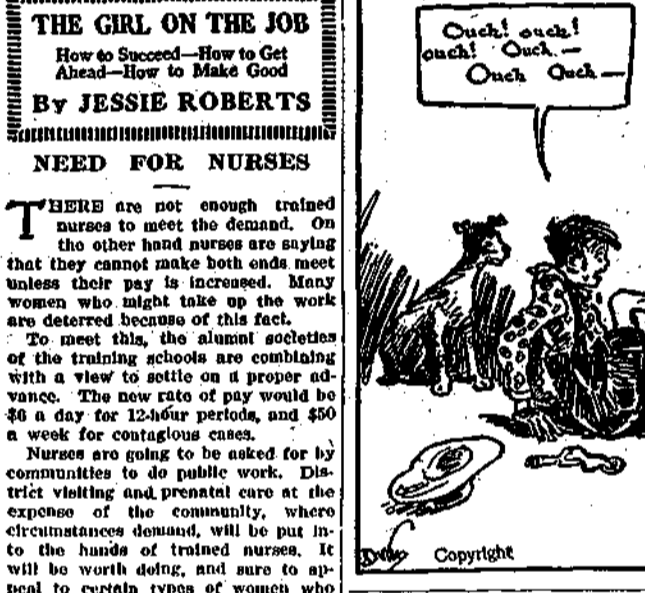 THE GIRL ON THE JOB
How to Succeed—How to Get
Ahead—How to Make Good
By JESSIE ROBERTS
NEED FOR NURSES
THERE are not enough trained
nurses to meet the demand. On
the other hand nurses are saying
that they cannot make both ends meet
unless their pay is increased. Many
women who might take up the work
are deterred because of this fact.
To meet this, the alumni societies
of the training schools are combining
with a view to settle on a proper ad-
vance. The new rate of pay would be
$6 a day for 12-hour periods, and $50
a week for contagious cases.
Nurses are going to be asked for by
communities to do public work. Dis-
trict visiting and prenatal care at the
expense of the community, where
circumstances demand, will be put in-
to the hands of trained nurses. It
will be worth doing, and sure to ap-
peal to certain types of women who
Ouch! ouch!
ouch! Ouch —
Ouch Ouch —
Copyright